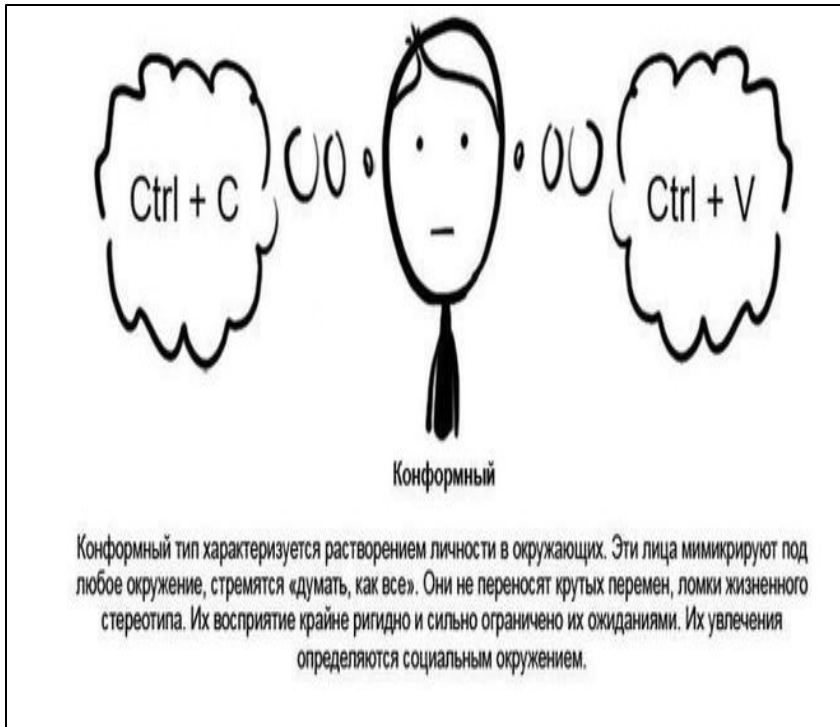 Ctrl + C
Ctrl + V
Конформный
Конформный тип характеризуется растворением личности в окружающих. Эти лица мимикрируют под
любое окружение, стремятся «думать, как все». Они не переносят крутых перемен, ломки жизненного
стереотипа. Их восприятие крайне ригидно и сильно ограничено их ожиданиями. Их увлечения
определяются социальным окружением.